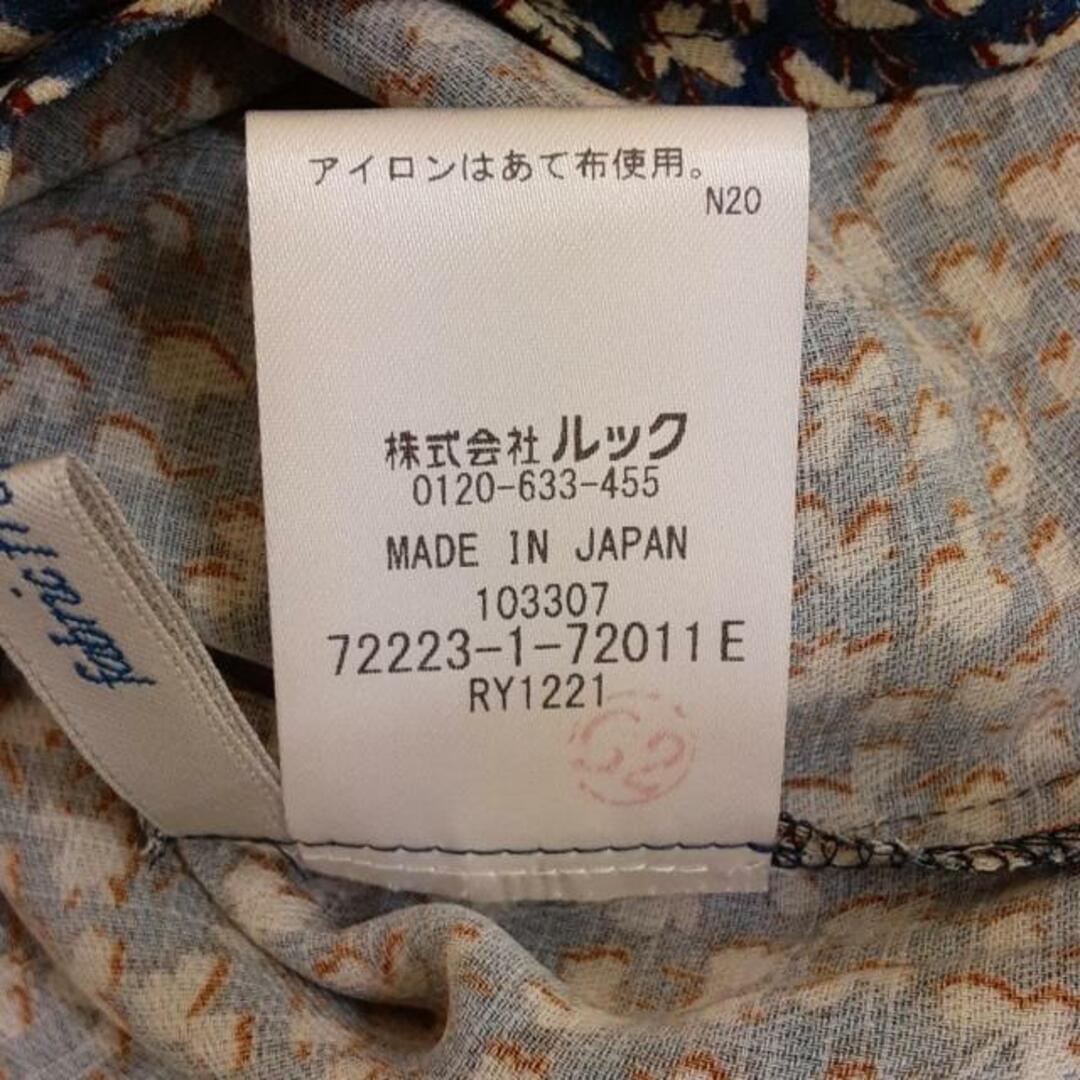 アイロンはあて布使用。
N20
株式会社ルック
0120-633-455
MADE IN JAPAN
103307
72223-1-72011E
RY1221